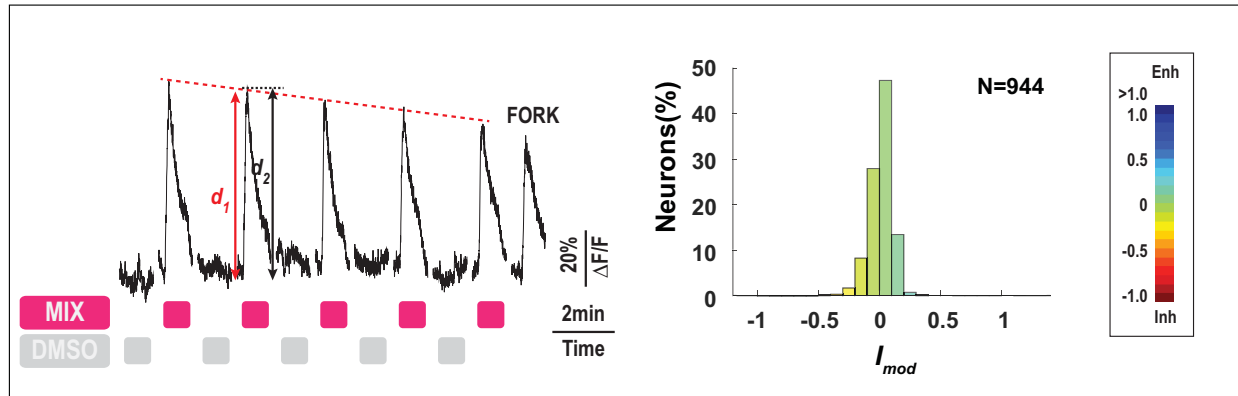 FORK
d1
d2
20%
ΔF/F
MIX
2min
DMSO
Time
50
40
30
20
10
0
Neurons(%)
N=944
-1
-0.5
0
0.5
1
Imod
Enh
>1.0
1.0
0.5
0
-0.5
-1.0
Inh